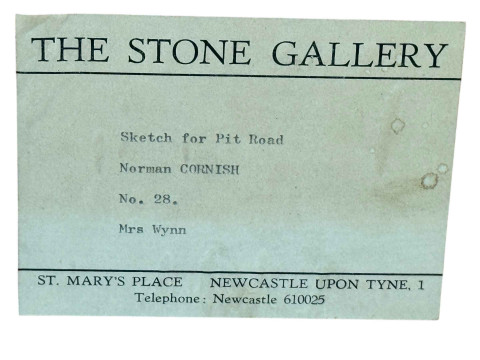 THE STONE GALLERY
Sketch for Pit Road
Norman CORNISH
No. 28.
Mrs Wynn
ST. MARY'S PLACE NEWCASTLE UPON TYNE, 1
Telephone: Newcastle 610025